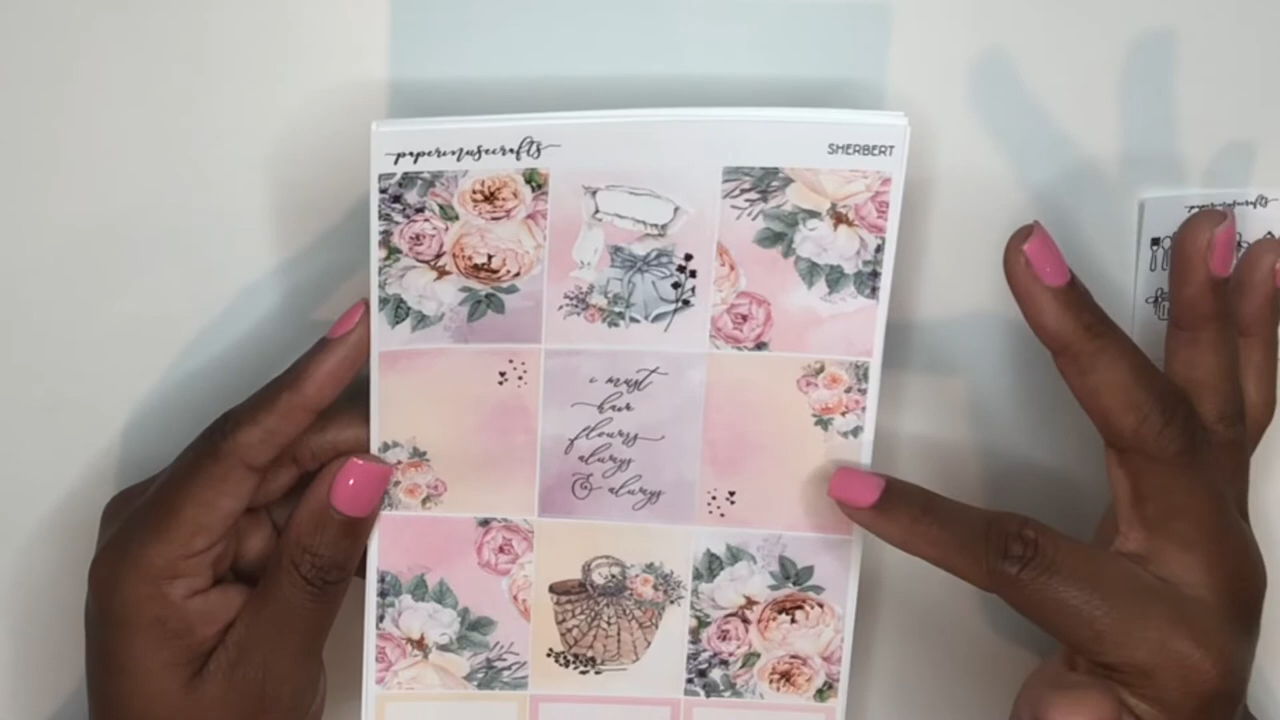 papermusecrafts
SHERBERT
papermusecrafts
i must
have
flowers
always
& always